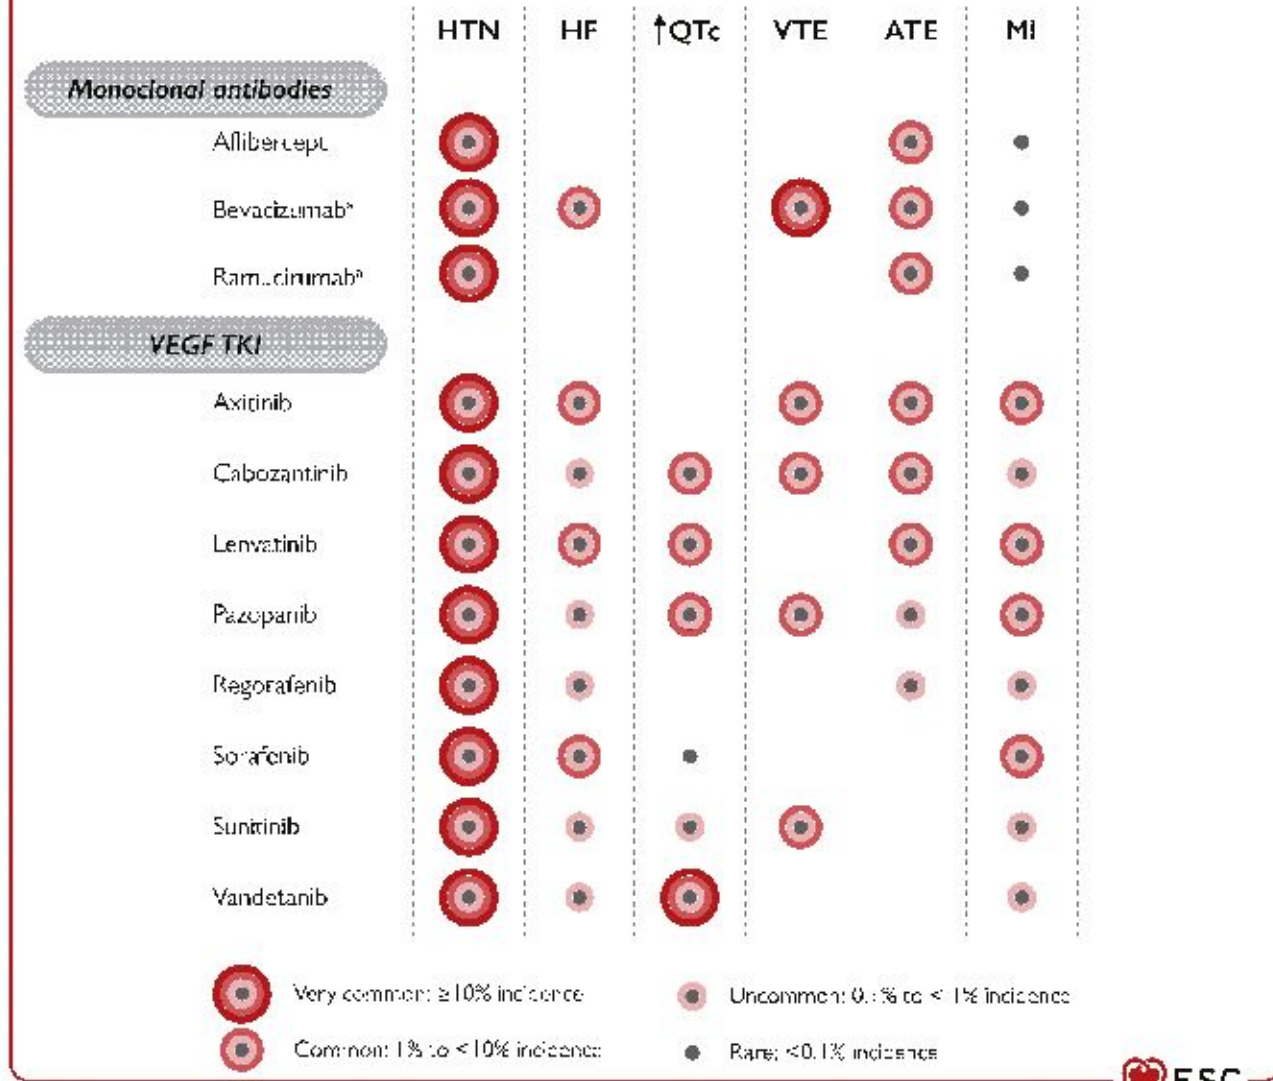 HTN HF ↑QTc VTE ATE MI
Monoclonal antibodies
Aflibercept
Bevacizumabᵃ
Ramucirumabᵃ
VEGF TKI
Axitinib
Cabozantinib
Lenvatinib
Pazopanib
Regorafenib
Sorafenib
Sunitinib
Vandetanib
Very common: ≥10% incidence
Uncommon: 0.1% to <1% incidence
Common: 1% to <10% incidence
Rare: <0.1% incidence
ESC